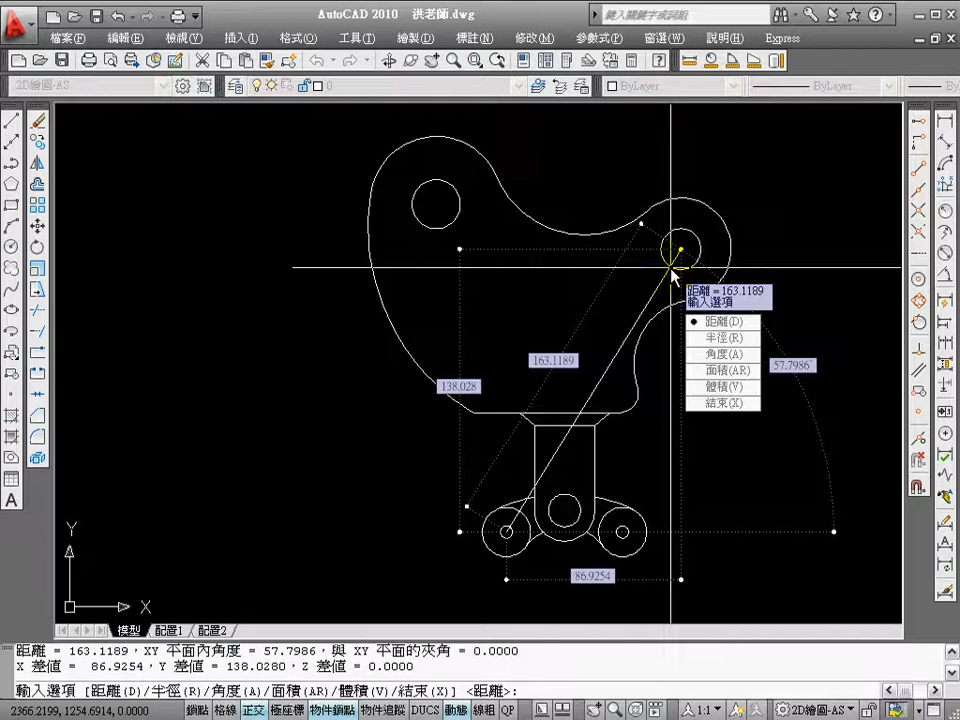 AutoCAD 2010 洪老師.dwg
輸入關鍵字或詞組
檔案(F) 編輯(E) 檢視(V) 插入(I) 格式(O) 工具(T) 繪製(D) 標註(N) 修改(M) 參數式(P) 視窗(W) 說明(H) Express
2D繪圖-AS 0 ByLayer ByLayer
距離 =163.1189
輸入選項
距離(D)
半徑(R)
角度(A)
面積(AR)
體積(V)
結束(X)
163.1189
57.7986°
138.028
86.9254
Y
X
A
模型 配置1 配置2
距離 = 163.1189, XY 平面內角度 = 57.7986, 與 XY 平面的夾角 = 0.0000
X 差值 = 86.9254, Y 差值 = 138.0280, Z 差值 = 0.0000
輸入選項 [距離(D)/半徑(R)/角度(A)/面積(AR)/體積(V)/結束(X)] <距離>:
2366.2199, 1254.6914, 0.0000 鎖點 格線 正交 極座標 物件鎖點 物件追蹤 DUCS 動態 線粗 QP 1:1 2D繪圖-AS